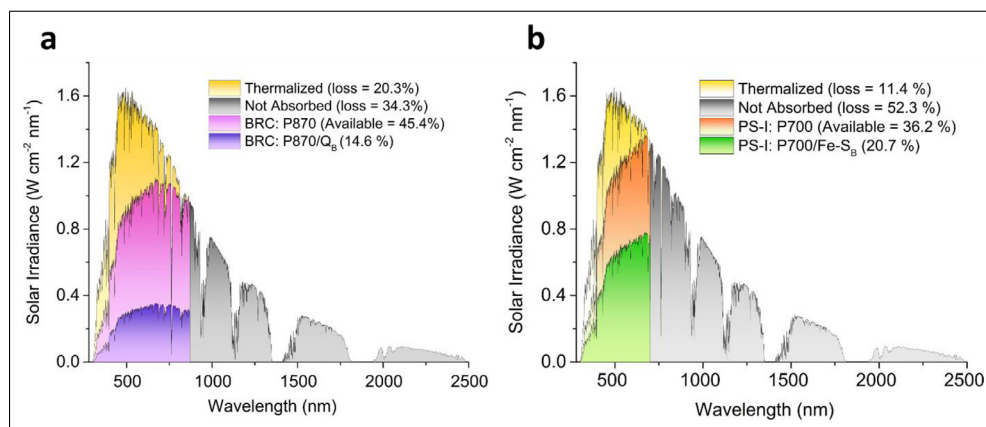 a
Thermalized (loss = 20.3%)
Not Absorbed (loss = 34.3%)
BRC: P870 (Available = 45.4%)
BRC: P870/QB (14.6 %)
Solar Irradiance (W cm-2 nm-1)
1.6
1.2
0.8
0.4
0.0
500 1000 1500 2000 2500
Wavelength (nm)
b
Thermalized (loss = 11.4 %)
Not Absorbed (loss = 52.3 %)
PS-I: P700 (Available = 36.2 %)
PS-I: P700/Fe-SB (20.7 %)
Solar Irradiance (W cm-2 nm-1)
1.6
1.2
0.8
0.4
0.0
500 1000 1500 2000 2500
Wavelength (nm)